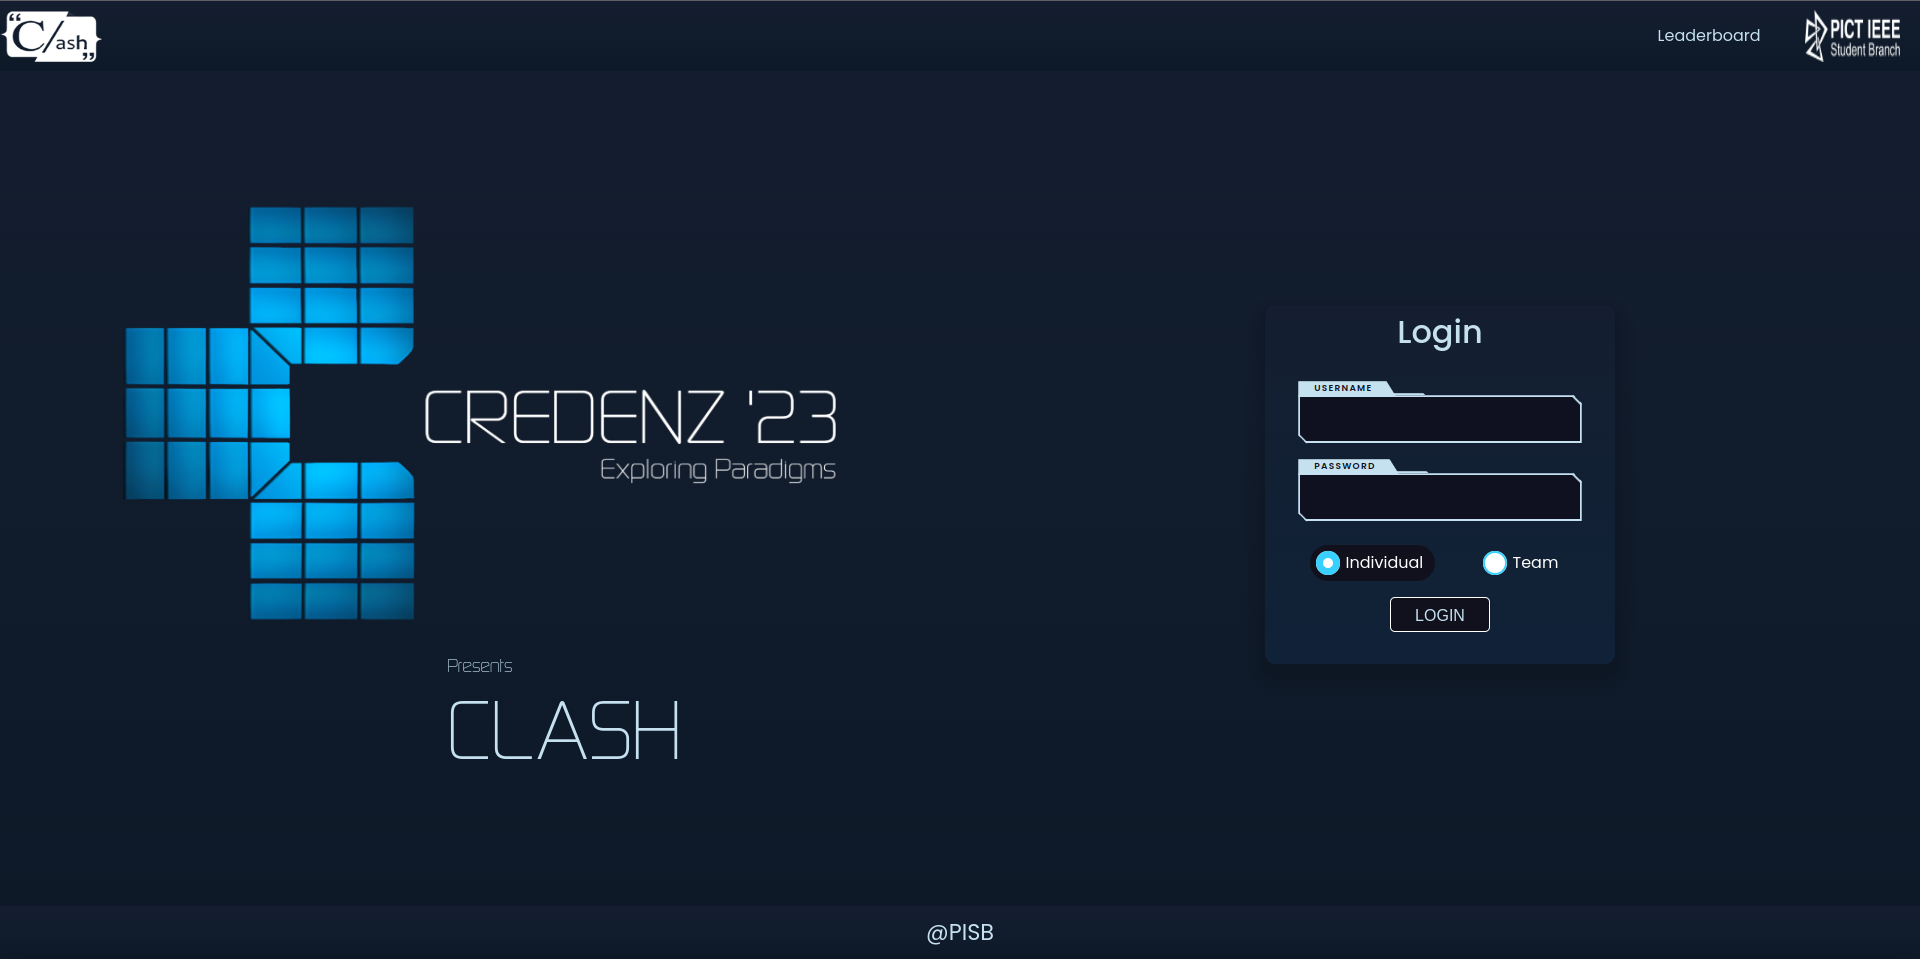 “C/ash”
Leaderboard
PICT IEEE
Student Branch
CREDENZ '23
Exploring Paradigms
Presents
CLASH
Login
USERNAME
PASSWORD
Individual
Team
LOGIN
@PISB